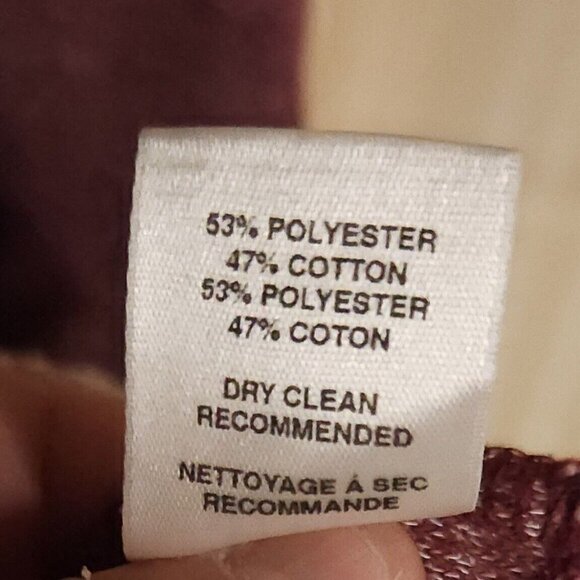 53% POLYESTER
47% COTTON
53% POLYESTER
47% COTON
DRY CLEAN
RECOMMENDED
NETTOYAGE À SEC
RECOMMANDE